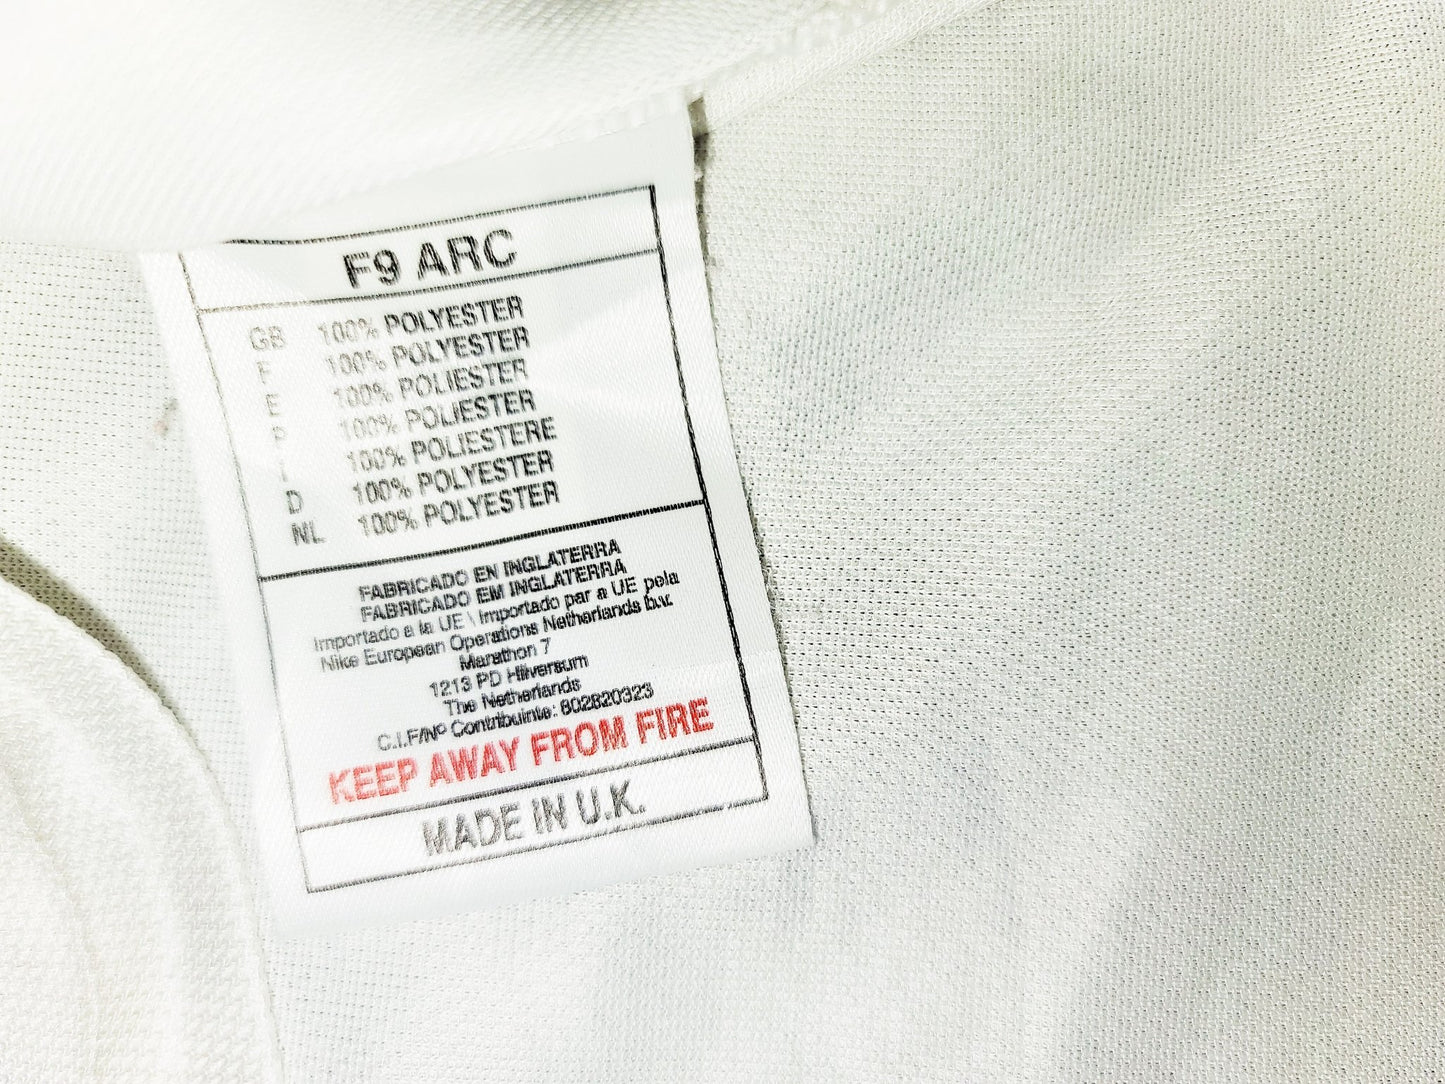 F9 ARC
GB 100% POLYESTER
F 100% POLYESTER
E 100% POLIESTER
P 100% POLIESTER
I 100% POLIESTERE
D 100% POLYESTER
NL 100% POLYESTER
FABRICADO EN INGLATERRA
FABRICADO EM INGLATERRA
Importado a la UE \ Importado par a UE pela
Nike European Operations Netherlands b.v.
Marathon 7
1213 PD Hilversum
The Netherlands
C.I.F/Nº Contribuinte: 802820323
KEEP AWAY FROM FIRE
MADE IN U.K.